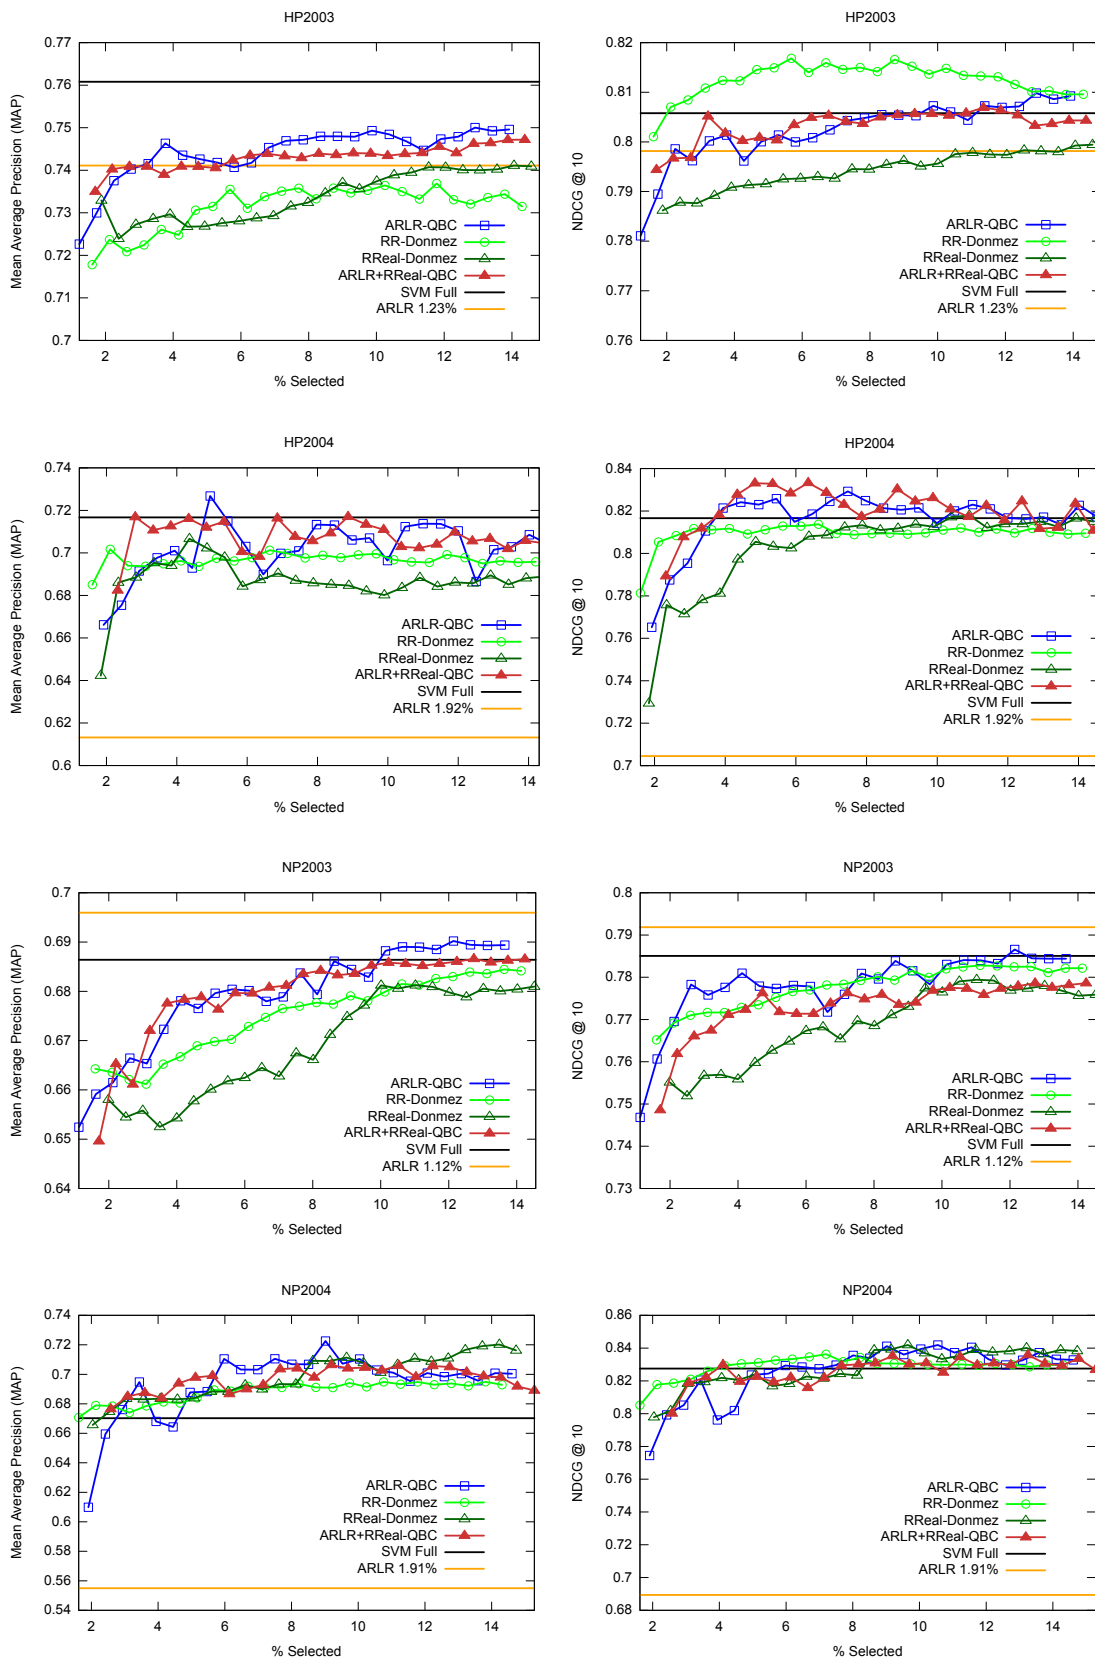 HP2003
0.77
0.76
0.75
0.74
0.73
0.72
0.71
0.7
Mean Average Precision (MAP)
2 4 6 8 10 12 14
% Selected
ARLR-QBC
RR-Donmez
RReal-Donmez
ARLR+RReal-QBC
SVM Full
ARLR 1.23%
HP2003
0.82
0.81
0.8
0.79
0.78
0.77
0.76
NDCG @ 10
2 4 6 8 10 12 14
% Selected
ARLR-QBC
RR-Donmez
RReal-Donmez
ARLR+RReal-QBC
SVM Full
ARLR 1.23%
HP2004
0.74
0.72
0.7
0.68
0.66
0.64
0.62
0.6
Mean Average Precision (MAP)
2 4 6 8 10 12 14
% Selected
ARLR-QBC
RR-Donmez
RReal-Donmez
ARLR+RReal-QBC
SVM Full
ARLR 1.92%
HP2004
0.84
0.82
0.8
0.78
0.76
0.74
0.72
0.7
NDCG @ 10
2 4 6 8 10 12 14
% Selected
ARLR-QBC
RR-Donmez
RReal-Donmez
ARLR+RReal-QBC
SVM Full
ARLR 1.92%
NP2003
0.7
0.69
0.68
0.67
0.66
0.65
0.64
Mean Average Precision (MAP)
2 4 6 8 10 12 14
% Selected
ARLR-QBC
RR-Donmez
RReal-Donmez
ARLR+RReal-QBC
SVM Full
ARLR 1.12%
NP2003
0.8
0.79
0.78
0.77
0.76
0.75
0.74
0.73
NDCG @ 10
2 4 6 8 10 12 14
% Selected
ARLR-QBC
RR-Donmez
RReal-Donmez
ARLR+RReal-QBC
SVM Full
ARLR 1.12%
NP2004
0.74
0.72
0.7
0.68
0.66
0.64
0.62
0.6
0.58
0.56
0.54
Mean Average Precision (MAP)
2 4 6 8 10 12 14
% Selected
ARLR-QBC
RR-Donmez
RReal-Donmez
ARLR+RReal-QBC
SVM Full
ARLR 1.91%
NP2004
0.86
0.84
0.82
0.8
0.78
0.76
0.74
0.72
0.7
0.68
NDCG @ 10
2 4 6 8 10 12 14
% Selected
ARLR-QBC
RR-Donmez
RReal-Donmez
ARLR+RReal-QBC
SVM Full
ARLR 1.91%